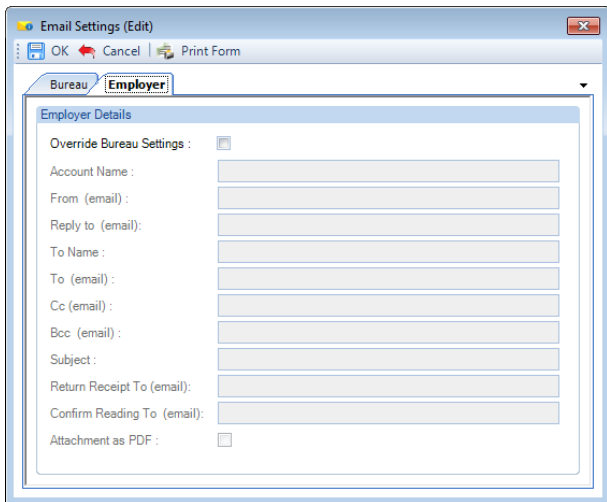 Email Settings (Edit)
OK Cancel Print Form
Bureau Employer
Employer Details
Override Bureau Settings :
Account Name :
From (email) :
Reply to (email):
To Name :
To (email) :
Cc (email) :
Bcc (email) :
Subject :
Return Receipt To (email):
Confirm Reading To (email):
Attachment as PDF :